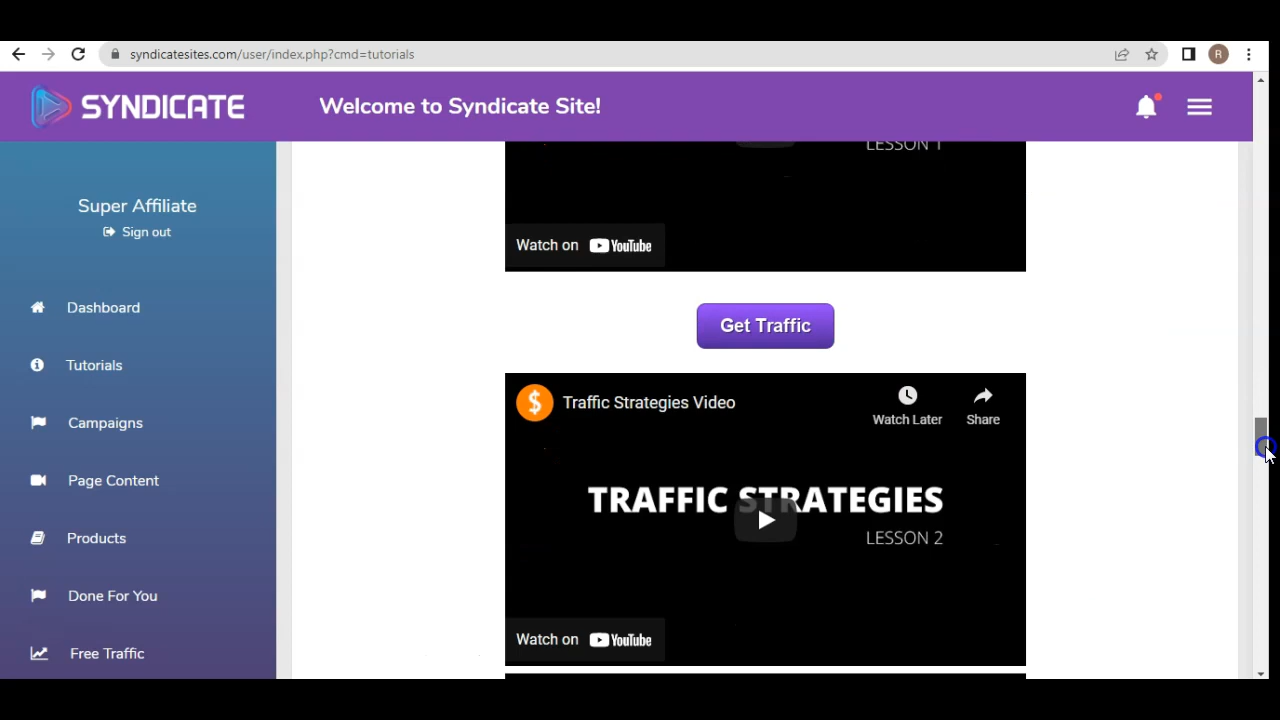 syndicatesites.com/user/index.php?cmd=tutorials
R
SYNDICATE
Welcome to Syndicate Site!
Super Affiliate
Sign out
Dashboard
Tutorials
Campaigns
Page Content
Products
Done For You
Free Traffic
LESSON 1
Watch on YouTube
Get Traffic
$ Traffic Strategies Video
Watch Later
Share
TRAFFIC STRATEGIES
LESSON 2
Watch on YouTube